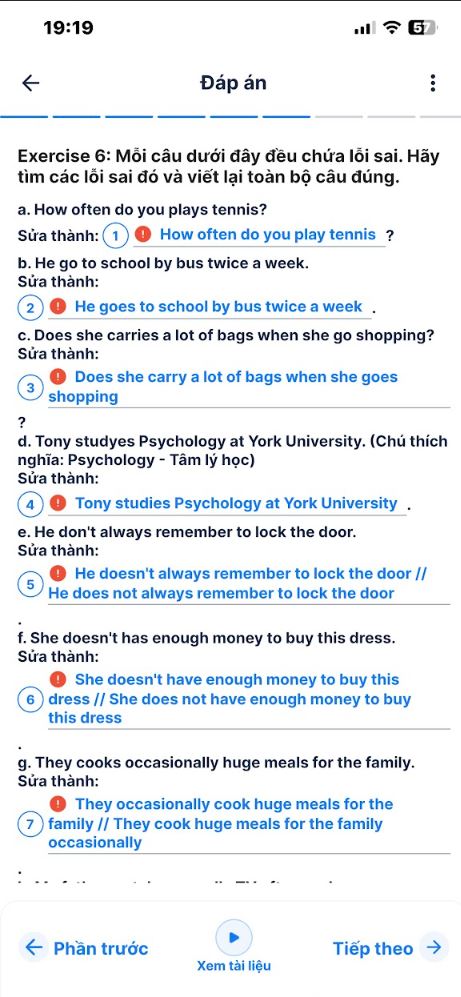 19:19
57
Đáp án
Exercise 6: Mỗi câu dưới đây đều chứa lỗi sai. Hãy
tìm các lỗi sai đó và viết lại toàn bộ câu đúng.
a. How often do you plays tennis?
Sửa thành: 1 ! How often do you play tennis ?
b. He go to school by bus twice a week.
Sửa thành:
2 ! He goes to school by bus twice a week .
c. Does she carries a lot of bags when she go shopping?
Sửa thành:
3 ! Does she carry a lot of bags when she goes
shopping
?
d. Tony studyes Psychology at York University. (Chú thích
nghĩa: Psychology - Tâm lý học)
Sửa thành:
4 ! Tony studies Psychology at York University .
e. He don't always remember to lock the door.
Sửa thành:
5 ! He doesn't always remember to lock the door //
He does not always remember to lock the door
.
f. She doesn't has enough money to buy this dress.
Sửa thành:
6 ! She doesn't have enough money to buy this
dress // She does not have enough money to buy
this dress
.
g. They cooks occasionally huge meals for the family.
Sửa thành:
7 ! They occasionally cook huge meals for the
family // They cook huge meals for the family
occasionally
.
Phần trước
Xem tài liệu
Tiếp theo